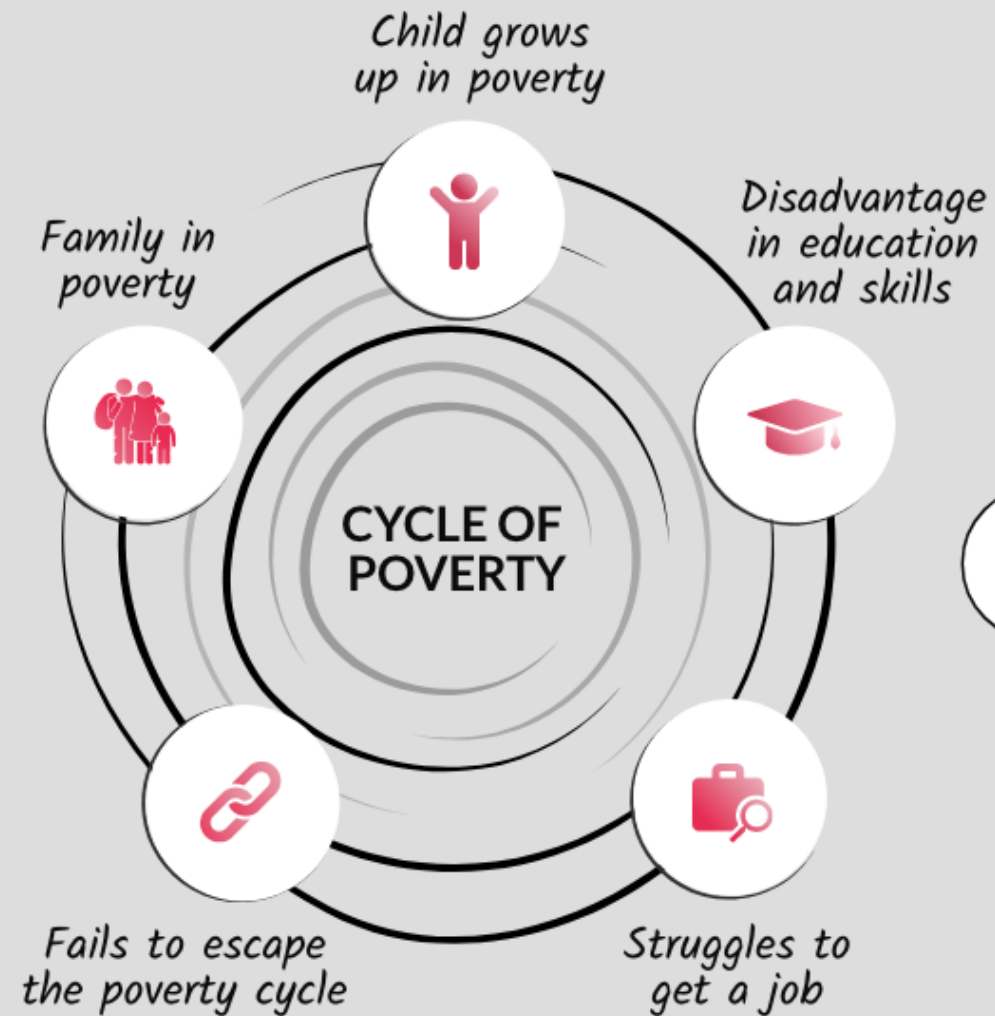 Child grows
up in poverty
Disadvantage
in education
and skills
Family in
poverty
CYCLE OF
POVERTY
Fails to escape
the poverty cycle
Struggles to
get a job